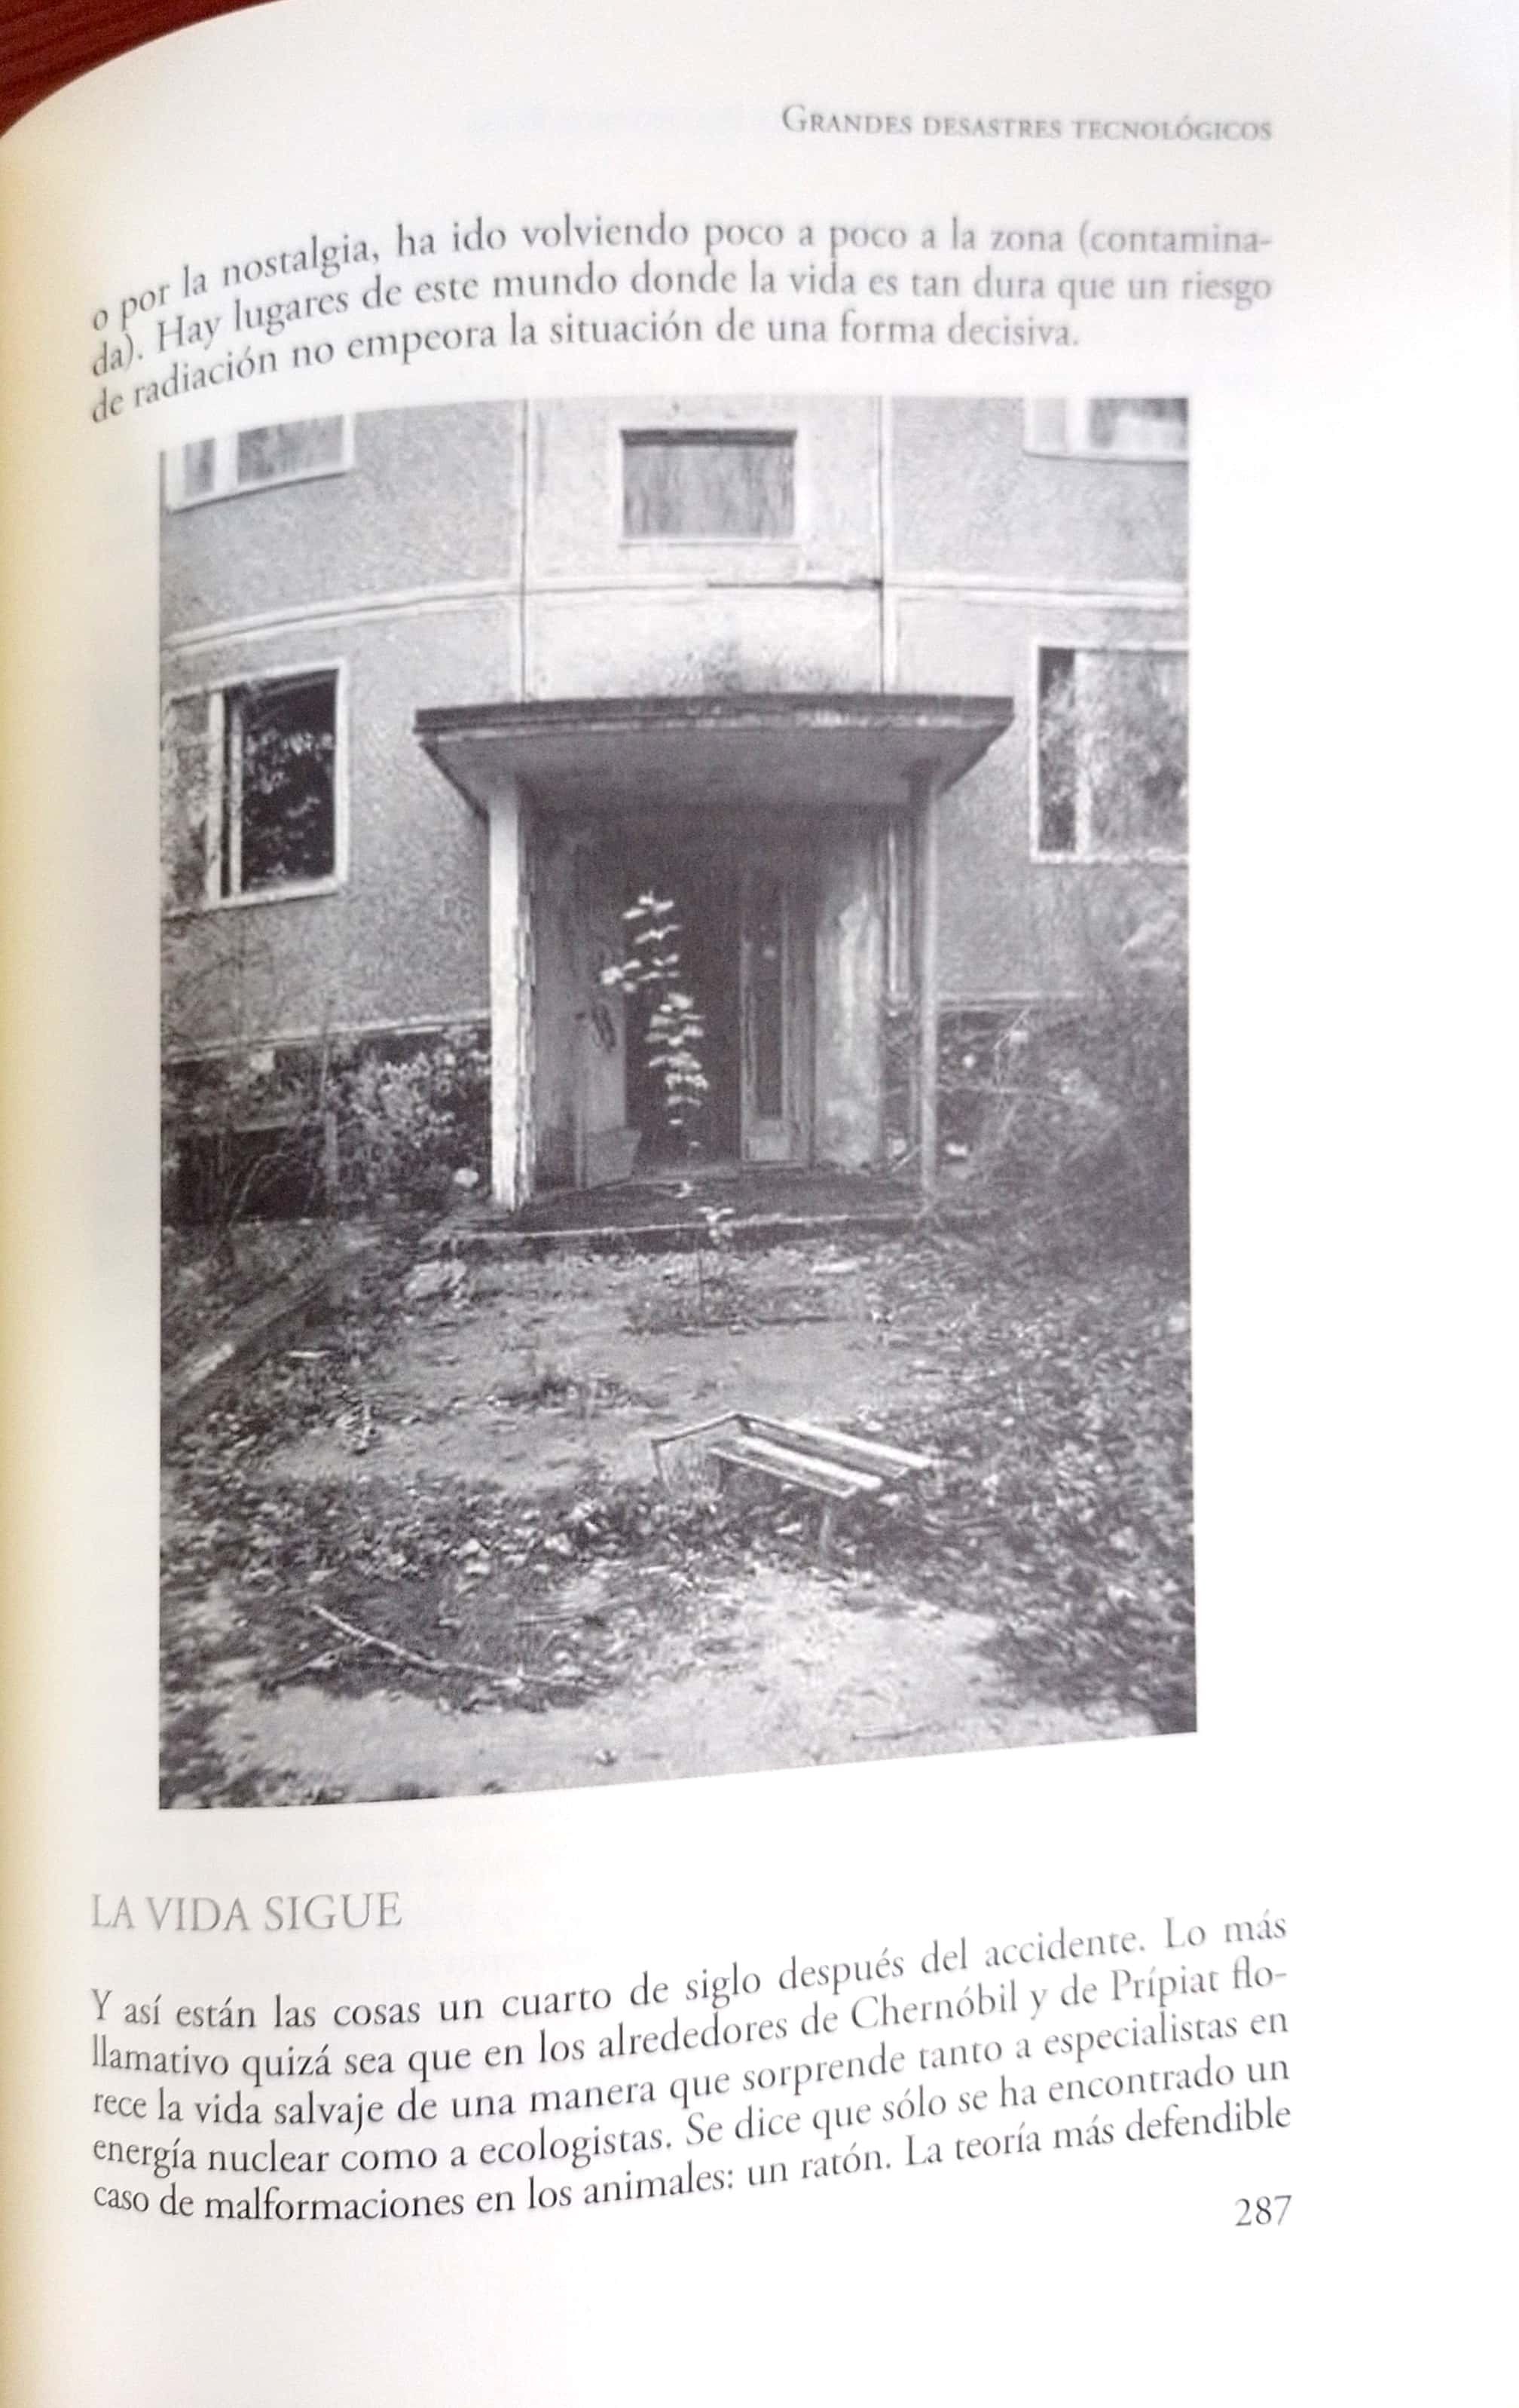 GRANDES DESASTRES TECNOLÓGICOS
o por la nostalgia, ha ido volviendo poco a poco a la zona (contamina-
da). Hay lugares de este mundo donde la vida es tan dura que un riesgo
de radiación no empeora la situación de una forma decisiva.
LA VIDA SIGUE
Y así están las cosas un cuarto de siglo después del accidente. Lo más
llamativo quizá sea que en los alrededores de Chernóbil y de Prípiat flo-
rece la vida salvaje de una manera que sorprende tanto a especialistas en
energía nuclear como a ecologistas. Se dice que sólo se ha encontrado un
caso de malformaciones en los animales: un ratón. La teoría más defendible
287